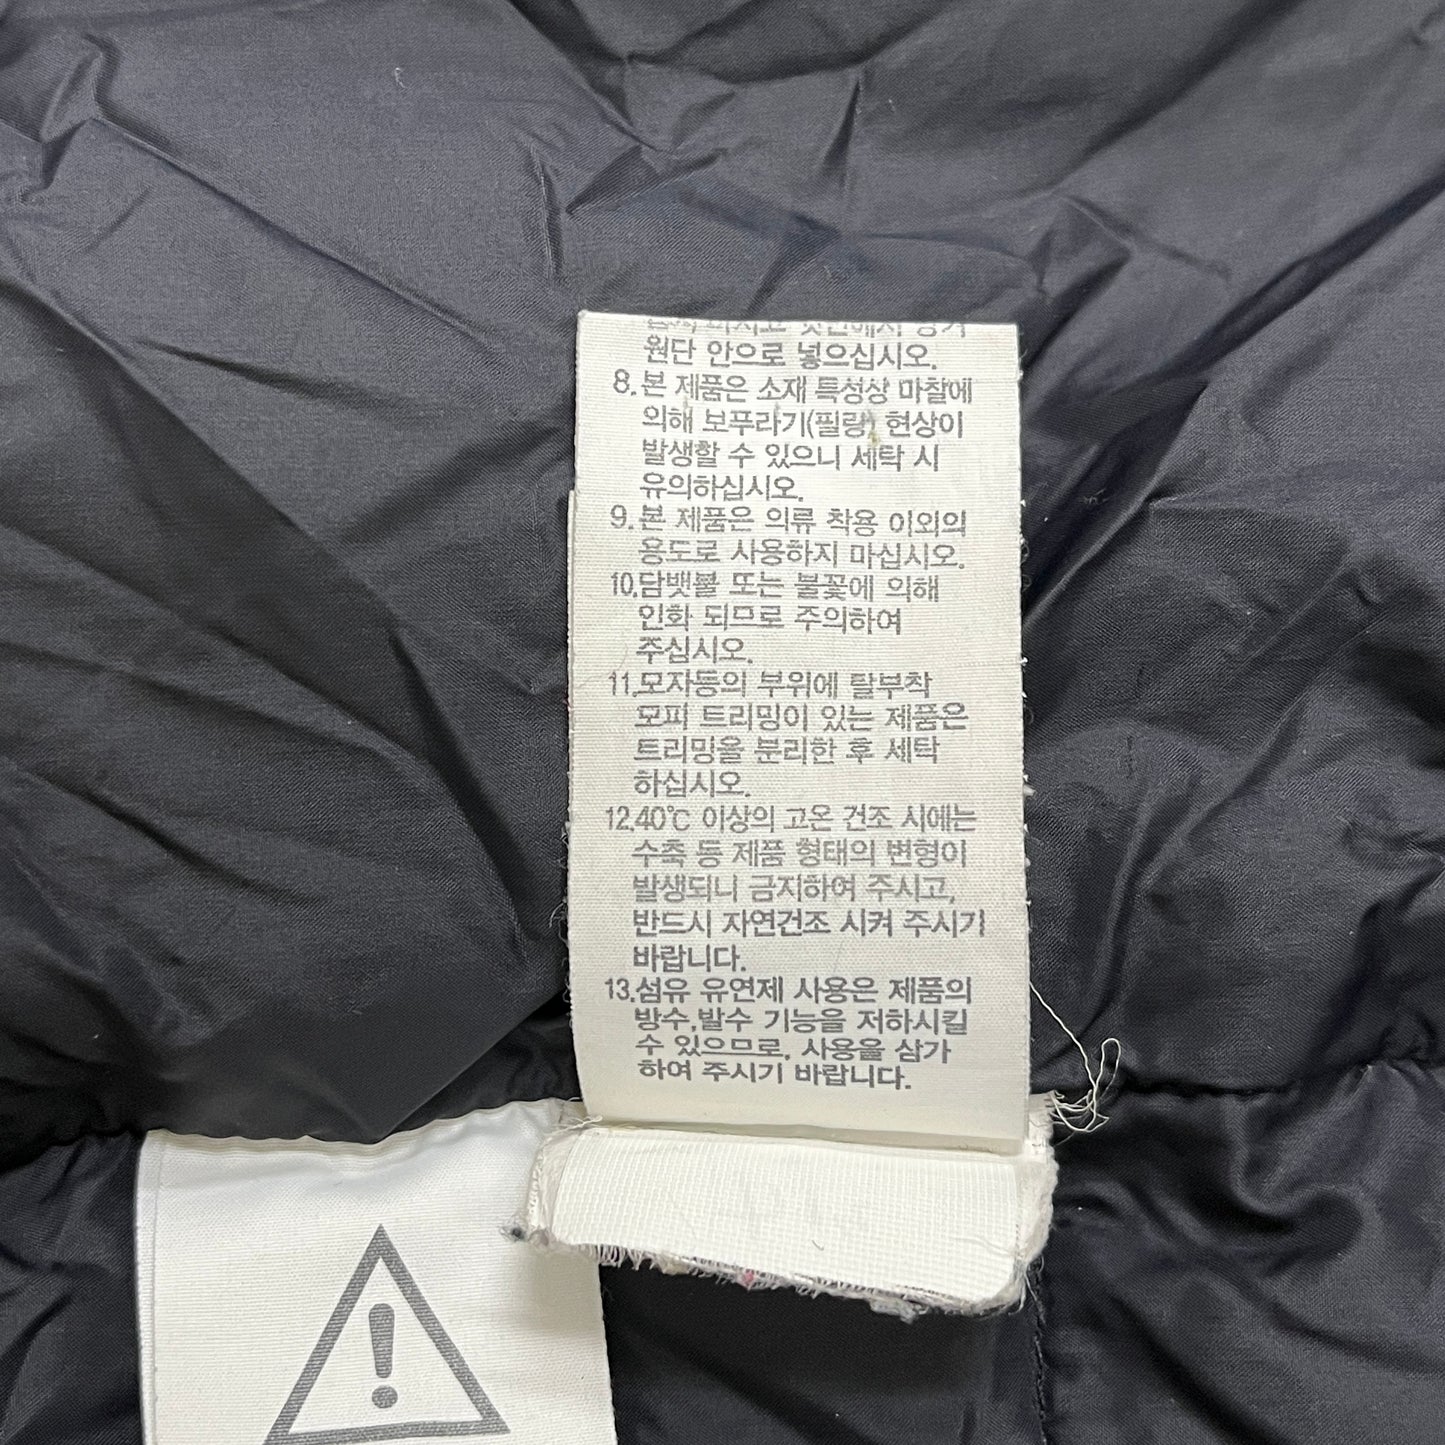 원단 안으로 넣으십시오.
8.본 제품은 소재 특성상 마찰에
의해 보푸라기(필링) 현상이
발생할 수 있으니 세탁 시
유의하십시오.
9.본 제품은 의류 착용 이외의
용도로 사용하지 마십시오.
10.담뱃불 또는 불꽃에 의해
인화 되므로 주의하여
주십시오.
11.모자등의 부위에 탈부착
모피 트리밍이 있는 제품은
트리밍을 분리한 후 세탁
하십시오.
12.40℃ 이상의 고온 건조 시에는
수축 등 제품 형태의 변형이
발생되니 금지하여 주시고,
반드시 자연건조 시켜 주시기
바랍니다.
13.섬유 유연제 사용은 제품의
방수,발수 기능을 저하시킬
수 있으므로, 사용을 삼가
하여 주시기 바랍니다.